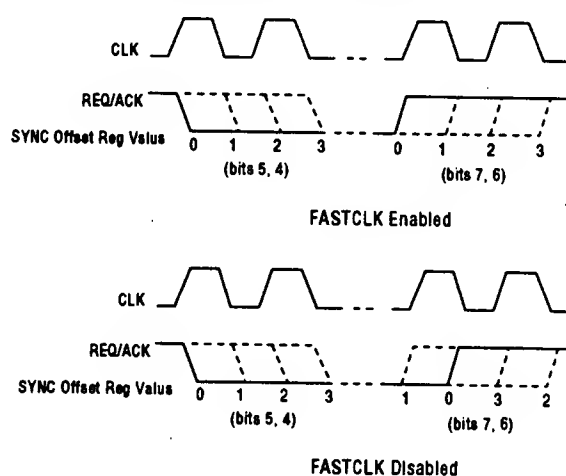 CLK
REQ/ACK
SYNC Offset Reg Value
0 1 2 3 0 1 2 3
(bits 5, 4) (bits 7, 6)
FASTCLK Enabled
CLK
REQ/ACK
SYNC Offset Reg Value
0 1 2 3 1 0 3 2
(bits 5, 4) (bits 7, 6)
FASTCLK Disabled